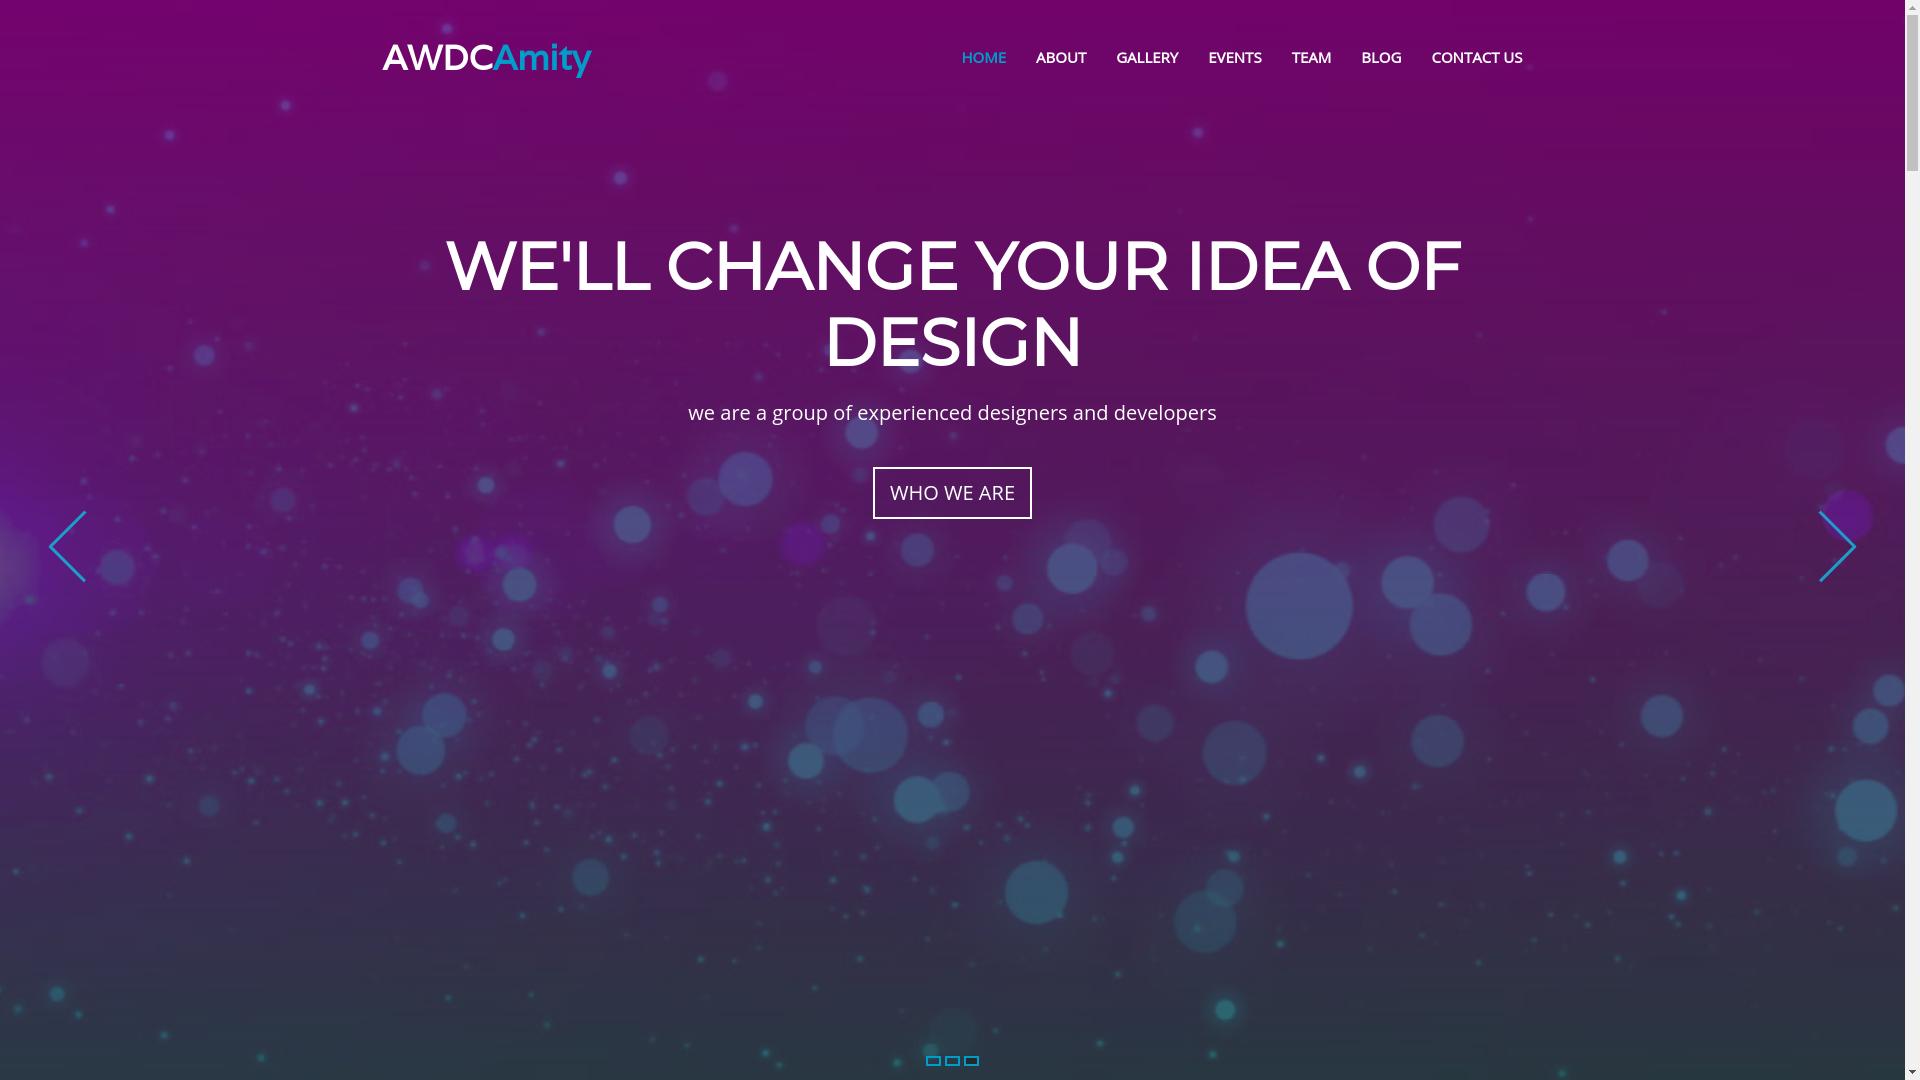 AWDCAmity
HOME ABOUT GALLERY EVENTS TEAM BLOG CONTACT US
WE'LL CHANGE YOUR IDEA OF
DESIGN
we are a group of experienced designers and developers
WHO WE ARE